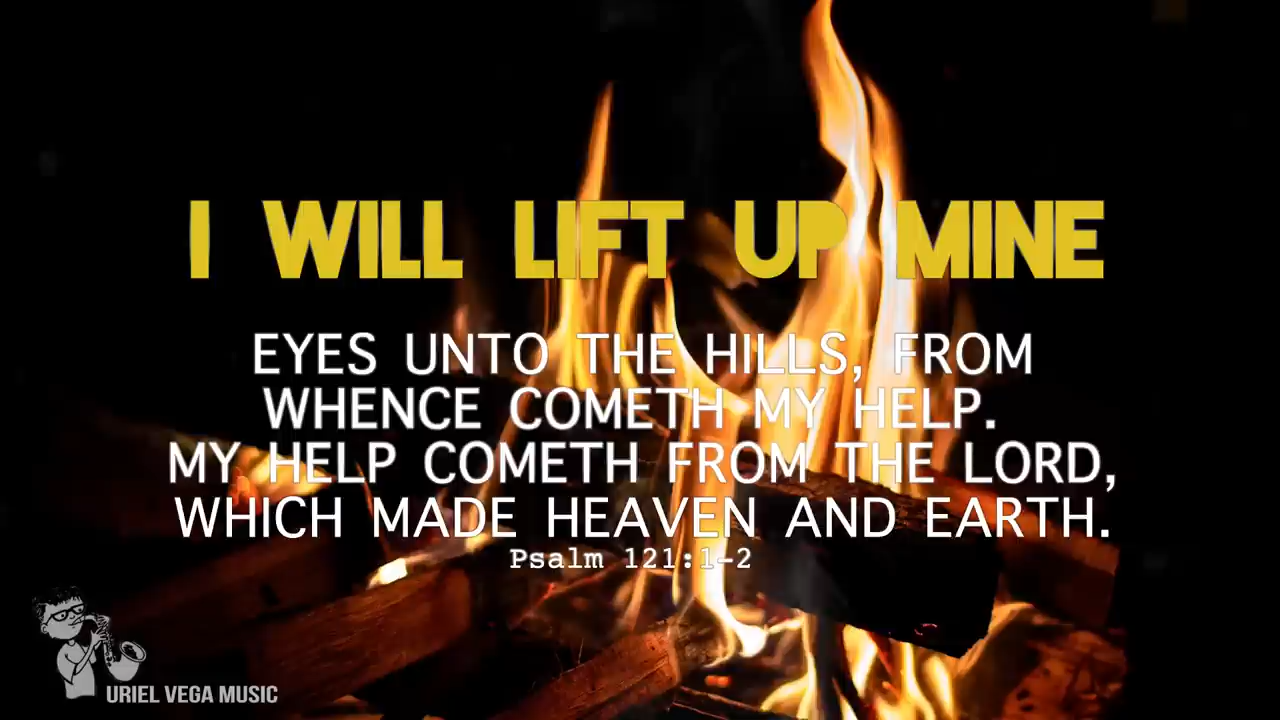 I WILL LIFT UP MINE
EYES UNTO THE HILLS, FROM
WHENCE COMETH MY HELP.
MY HELP COMETH FROM THE LORD,
WHICH MADE HEAVEN AND EARTH.
Psalm 121:1-2
URIEL VEGA MUSIC